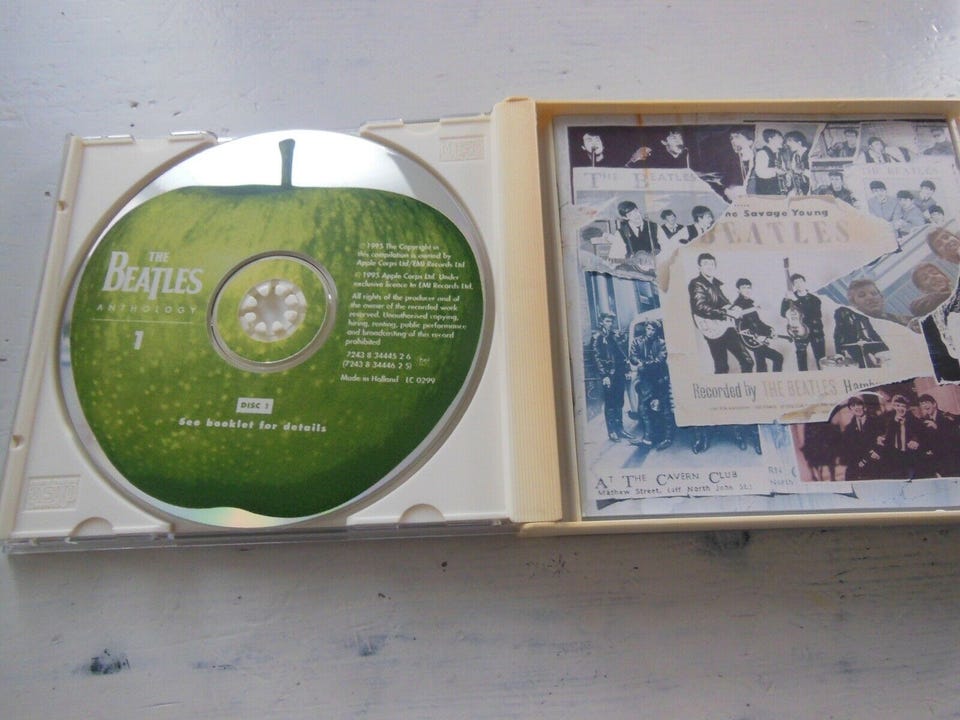 THE
BEATLES
ANTHOLOGY
1
℗ 1995 The Copyright in
this compilation is owned by
Apple Corps Ltd/EMI Records Ltd
© 1995 Apple Corps Ltd Under
exclusive licence to EMI Records Ltd.
All rights of the producer and of
the owner of the recorded work
reserved. Unauthorised copying,
hiring, renting, public performance
and broadcasting of this record
prohibited
7243 8 34445 2 6
(7243 8 34446 2 5)
Made in Holland LC 0299
DISC 1
See booklet for details
THE BEATLES
THE BEATLES
The Savage Young
BEATLES
Recorded by THE BEATLES Hamb
AT THE CAVERN CLUB
Mathew Street, (off North John St.)
North